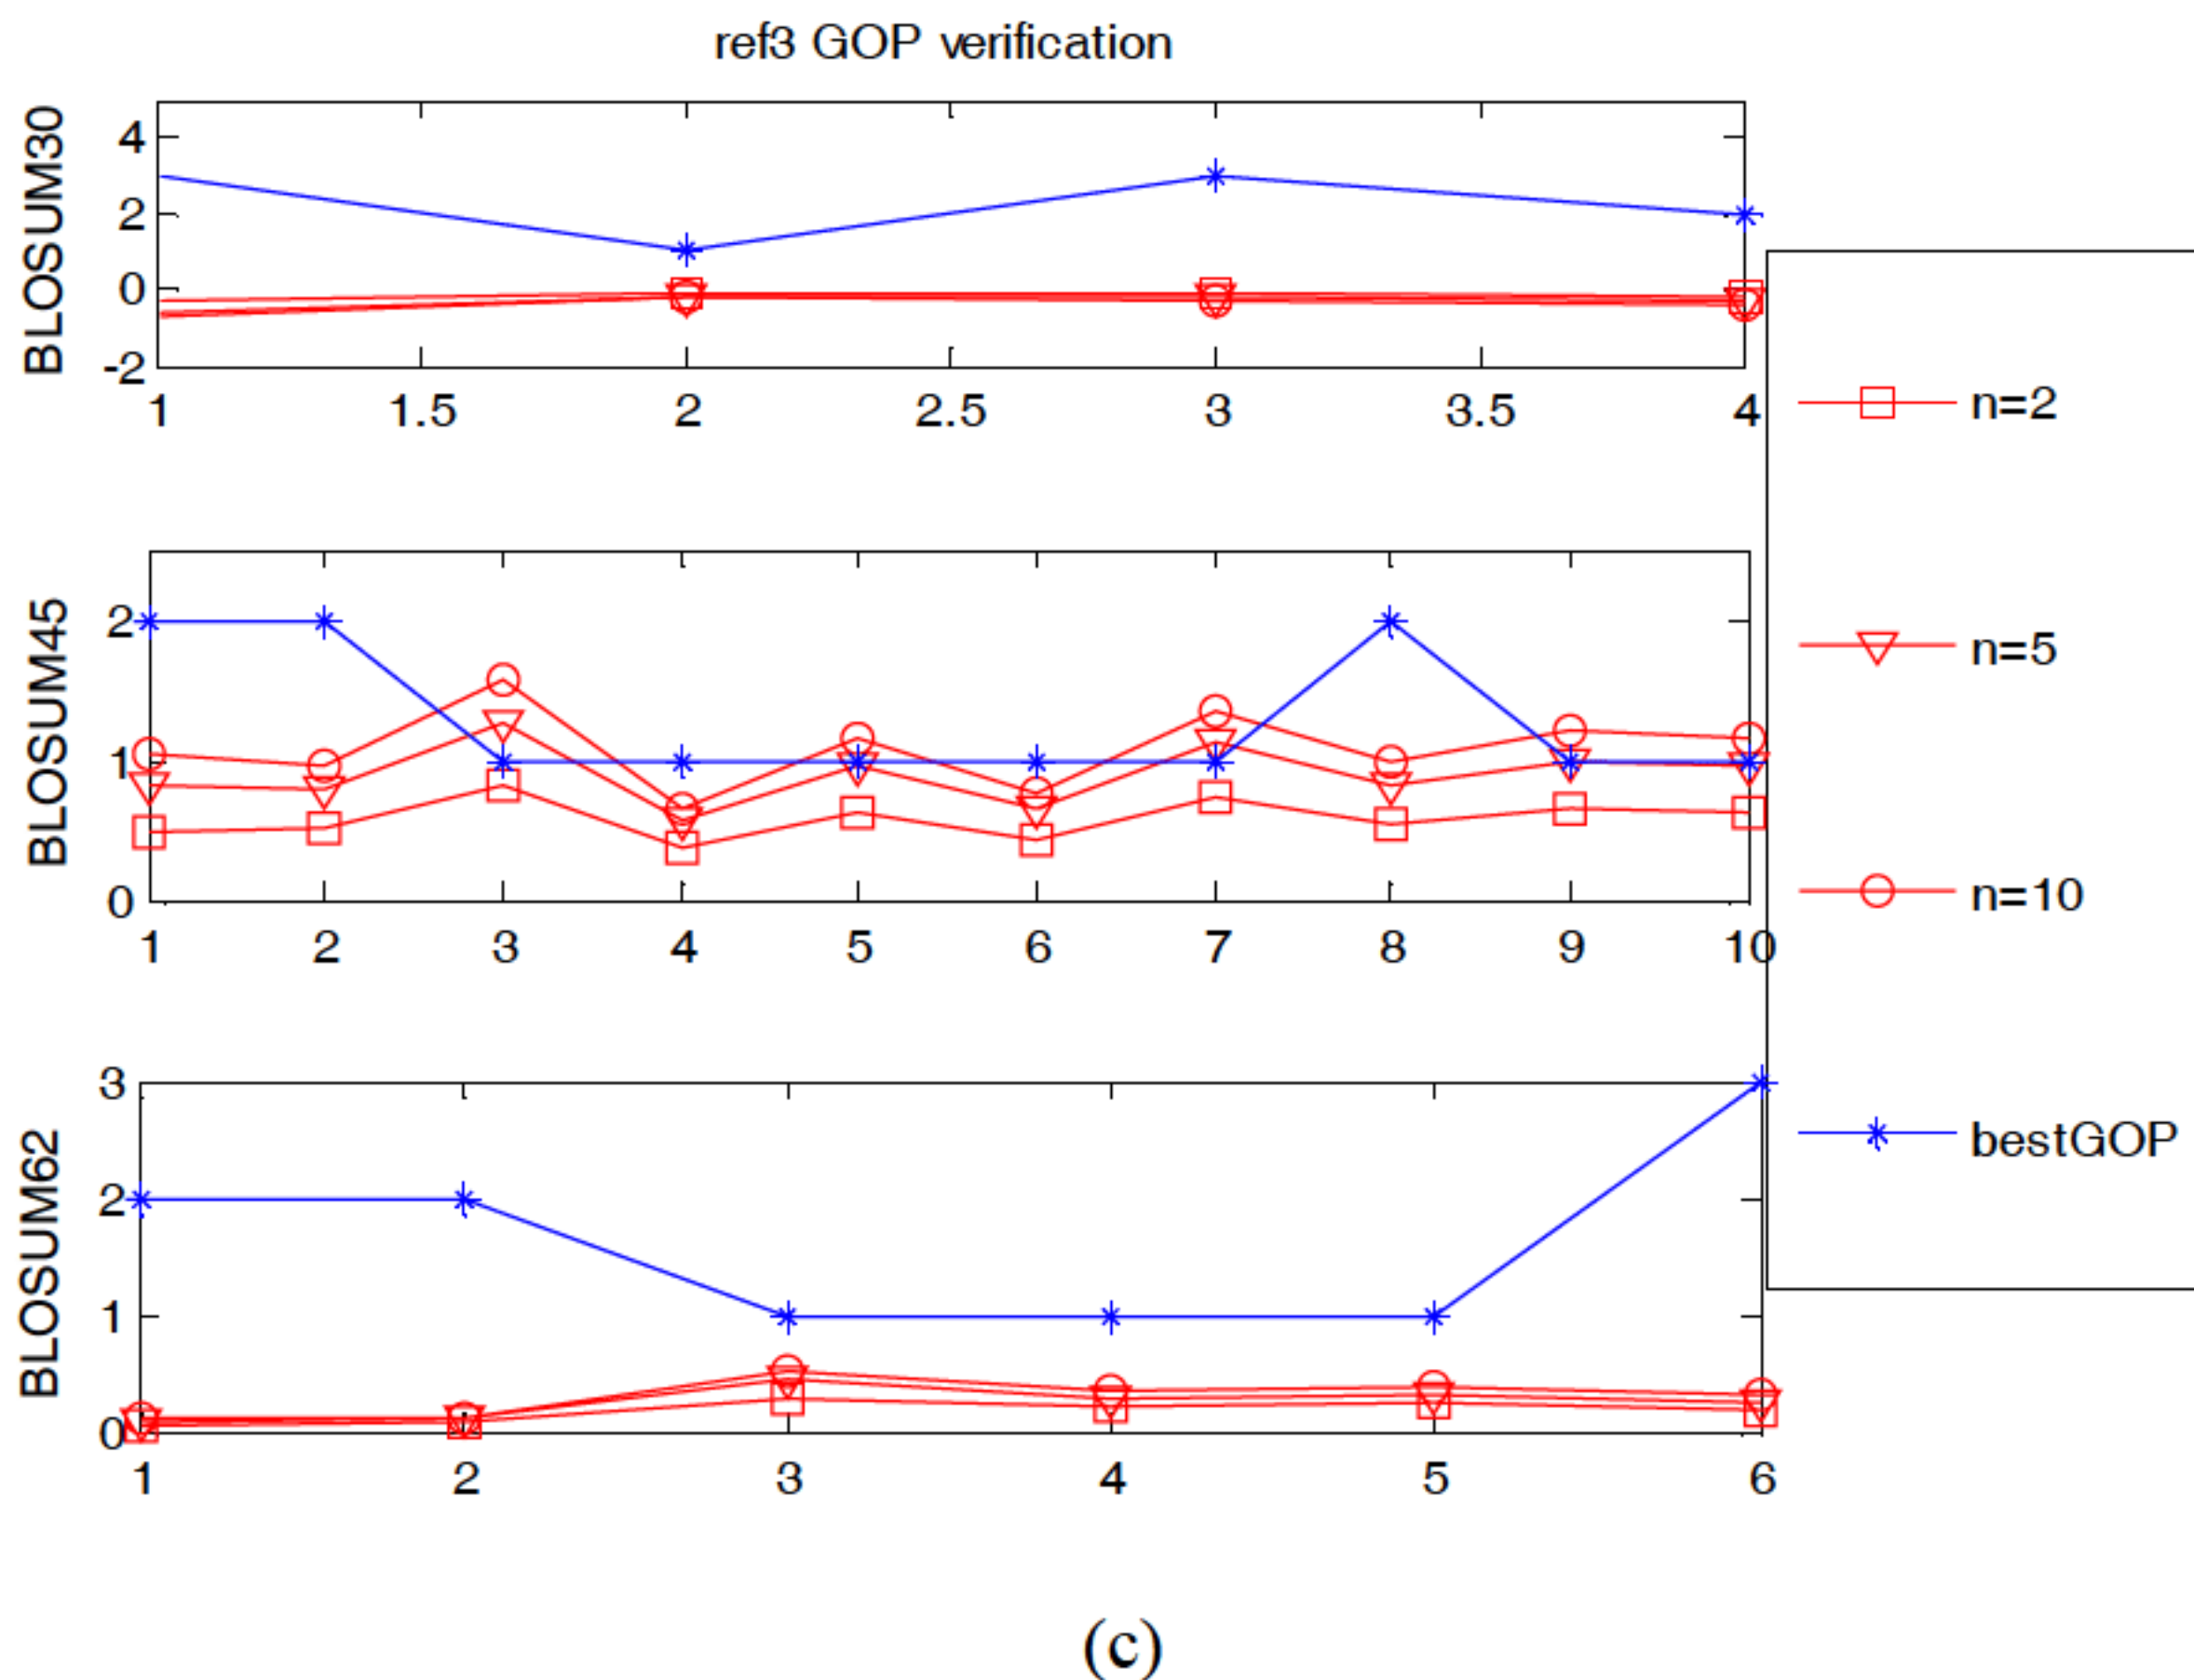 ref3 GOP verification
BLOSUM30
4
2
0
-2
1 1.5 2 2.5 3 3.5 4
BLOSUM45
2
1
0
1 2 3 4 5 6 7 8 9 10
BLOSUM62
3
2
1
0
1 2 3 4 5 6
n=2
n=5
n=10
bestGOP
(c)